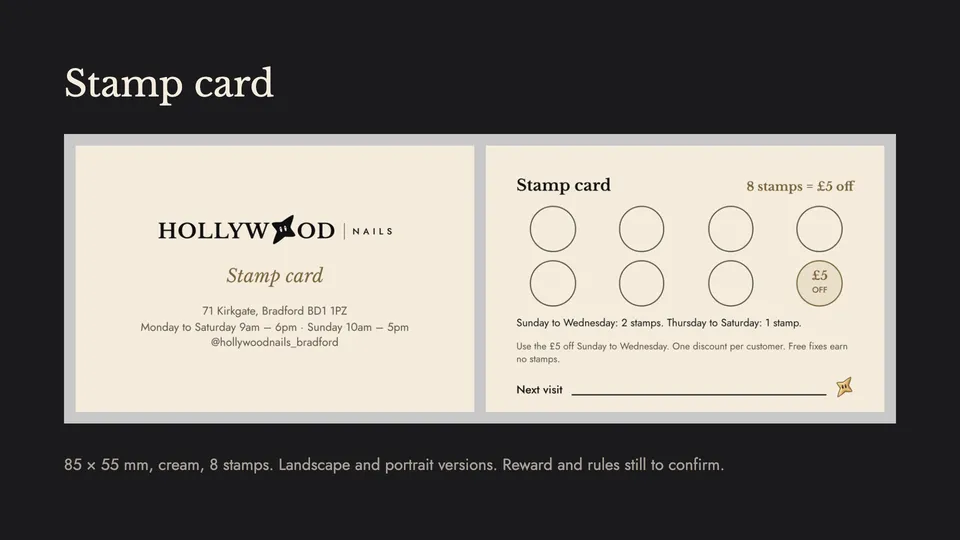 Stamp card
HOLLYWOOD | NAILS
Stamp card
71 Kirkgate, Bradford BD1 1PZ
Monday to Saturday 9am – 6pm · Sunday 10am – 5pm
@hollywoodnails_bradford
Stamp card
8 stamps = £5 off
£5
OFF
Sunday to Wednesday: 2 stamps. Thursday to Saturday: 1 stamp.
Use the £5 off Sunday to Wednesday. One discount per customer. Free fixes earn
no stamps.
Next visit
85 × 55 mm, cream, 8 stamps. Landscape and portrait versions. Reward and rules still to confirm.